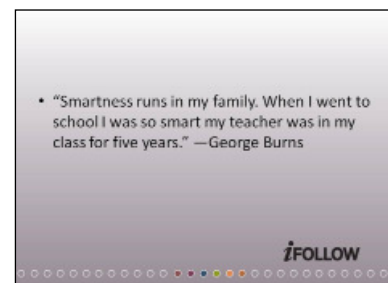 • “Smartness runs in my family. When I went to
school I was so smart my teacher was in my
class for five years.” —George Burns
iFOLLOW